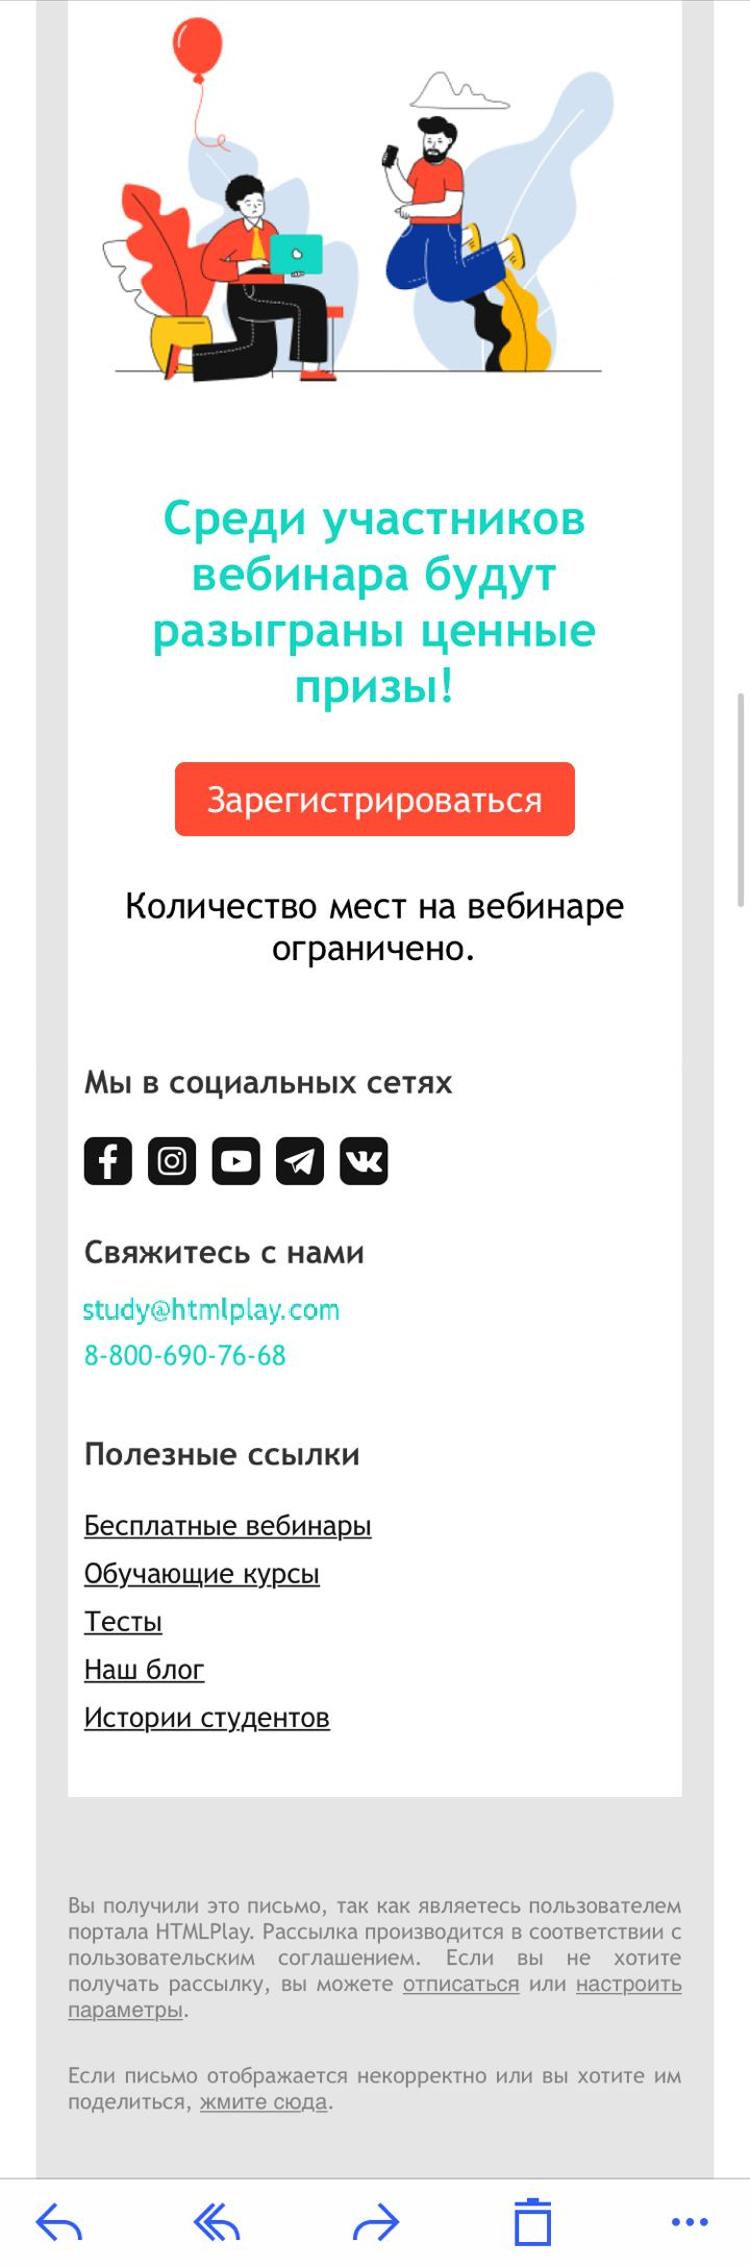 Среди участников
вебинара будут
разыграны ценные
призы!
Зарегистрироваться
Количество мест на вебинаре
ограничено.
Мы в социальных сетях
Свяжитесь с нами
study@htmlplay.com
8-800-690-76-68
Полезные ссылки
Бесплатные вебинары
Обучающие курсы
Тесты
Наш блог
Истории студентов
Вы получили это письмо, так как являетесь пользователем
портала HTMLPlay. Рассылка производится в соответствии с
пользовательским соглашением. Если вы не хотите
получать рассылку, вы можете отписаться или настроить
параметры.
Если письмо отображается некорректно или вы хотите им
поделиться, жмите сюда.